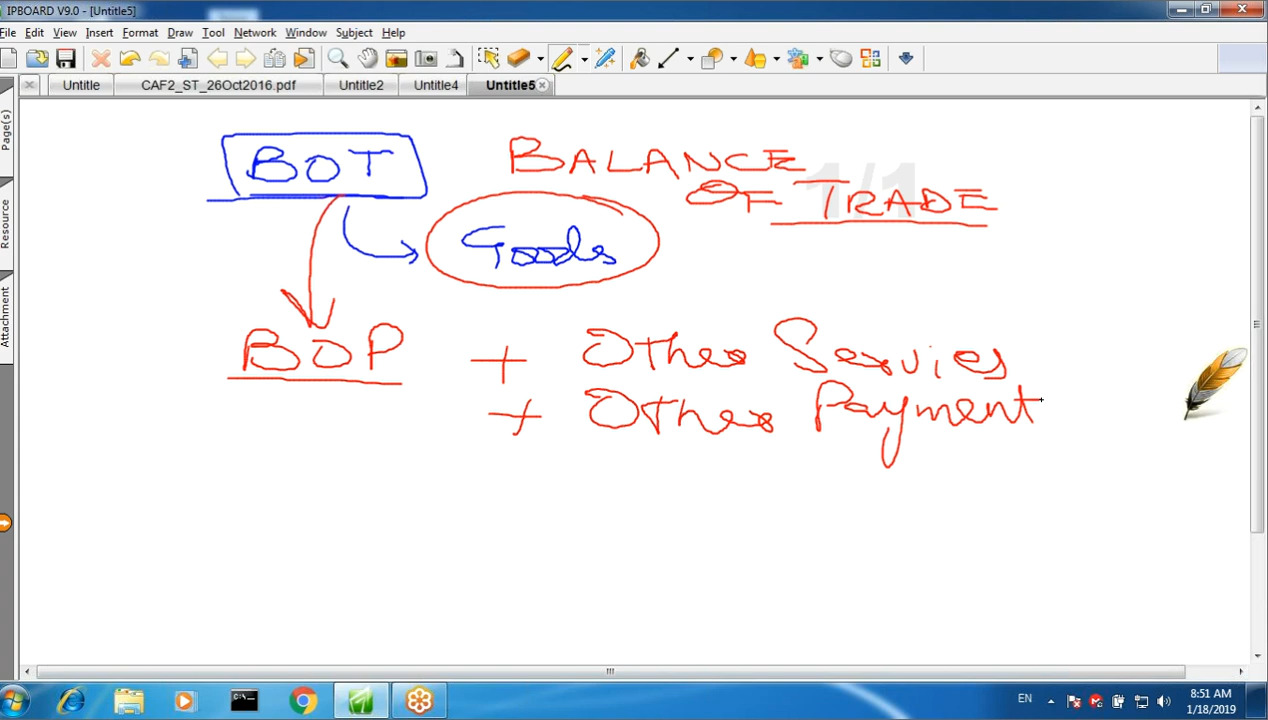 IPBOARD V9.0 - [Untitle5]
File Edit View Insert Format Draw Tool Network Window Subject Help
Untitle CAF2_ST_26Oct2016.pdf Untitle2 Untitle4 Untitle5
Page(s)
Resource
Attachment
1/1
BOT BALANCE
OF TRADE
Goods
BOP + Other Servies
+ Other Payment
EN 8:51 AM
1/18/2019